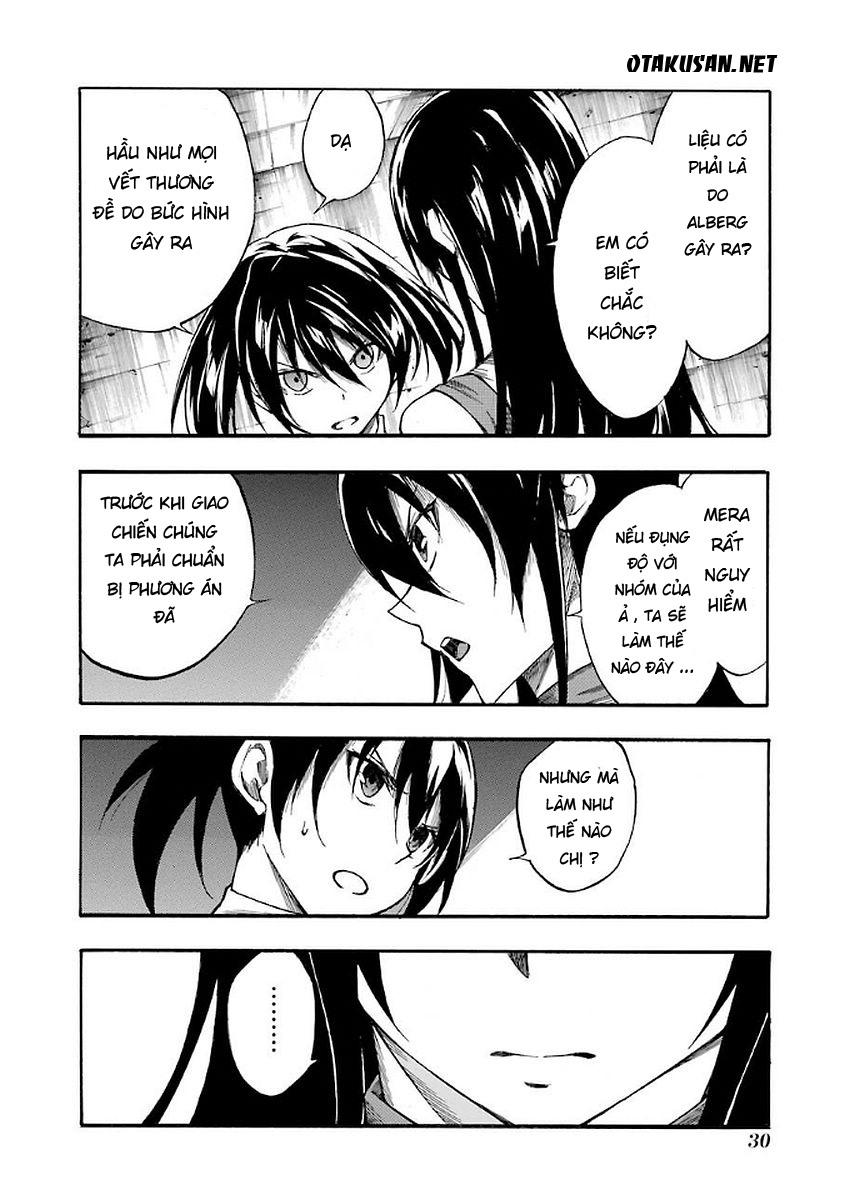 OTAKUSAN.NET
LIỆU CÓ
PHẢI LÀ
DO
ALBERG
GÂY RA?
EM CÓ
BIẾT
CHẮC
KHÔNG?
DẠ
HẦU NHƯ MỌI
VẾT THƯƠNG
ĐỀ DO BỨC HÌNH
GÂY RA
MERA
RẤT
NGUY
HIỂM
NẾU ĐỤNG
ĐỘ VỚI
NHÓM CỦA
Ả , TA SẼ
LÀM THẾ
NÀO ĐÂY ...
TRƯỚC KHI GIAO
CHIẾN CHÚNG
TA PHẢI CHUẨN
BỊ PHƯƠNG ÁN
ĐÃ
NHƯNG MÀ
LÀM NHƯ
THẾ NÀO
CHỊ ?
.........
30